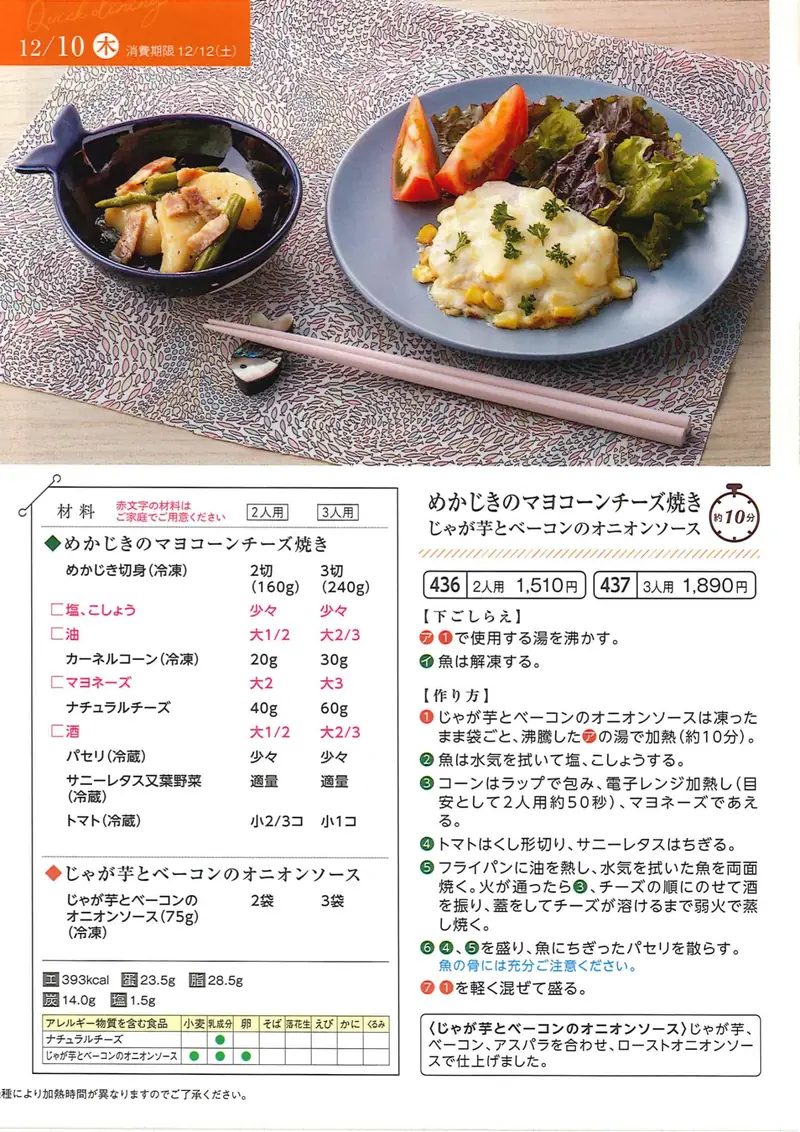 Quick dining
12/10 木 消費期限 12/12(土)
材料 赤文字の材料は
ご家庭でご用意ください
2人用 3人用
◆めかじきのマヨコーンチーズ焼き
めかじき切身(冷凍) 2切 3切
(160g) (240g)
□塩、こしょう 少々 少々
□油 大1/2 大2/3
カーネルコーン(冷凍) 20g 30g
□マヨネーズ 大2 大3
ナチュラルチーズ 40g 60g
□酒 大1/2 大2/3
パセリ(冷蔵) 少々 少々
サニーレタス又葉野菜 適量 適量
(冷蔵)
トマト(冷蔵) 小2/3コ 小1コ
◆じゃが芋とベーコンのオニオンソース
じゃが芋とベーコンの 2袋 3袋
オニオンソース(75g)
(冷凍)
エ 393kcal 蛋 23.5g 脂 28.5g
炭 14.0g 塩 1.5g
アレルギー物質を含む食品 小麦 乳成分 卵 そば 落花生 えび かに くるみ
ナチュラルチーズ ●
じゃが芋とベーコンのオニオンソース ● ● ●
種により加熱時間が異なりますのでご了承ください。
めかじきのマヨコーンチーズ焼き
じゃが芋とベーコンのオニオンソース
約10分
436 2人用 1,510円 437 3人用 1,890円
【下ごしらえ】
ア ①で使用する湯を沸かす。
イ 魚は解凍する。
【作り方】
① じゃが芋とベーコンのオニオンソースは凍った
まま袋ごと、沸騰したアの湯で加熱(約10分)。
② 魚は水気を拭いて塩、こしょうする。
③ コーンはラップで包み、電子レンジ加熱し(目
安として2人用約50秒)、マヨネーズであえ
る。
④ トマトはくし形切り、サニーレタスはちぎる。
⑤ フライパンに油を熱し、水気を拭いた魚を両面
焼く。火が通ったら③、チーズの順にのせて酒
を振り、蓋をしてチーズが溶けるまで弱火で蒸
し焼く。
⑥ ④、⑤を盛り、魚にちぎったパセリを散らす。
魚の骨には充分ご注意ください。
⑦ ①を軽く混ぜて盛る。
〈じゃが芋とベーコンのオニオンソース〉じゃが芋、
ベーコン、アスパラを合わせ、ローストオニオンソー
スで仕上げました。